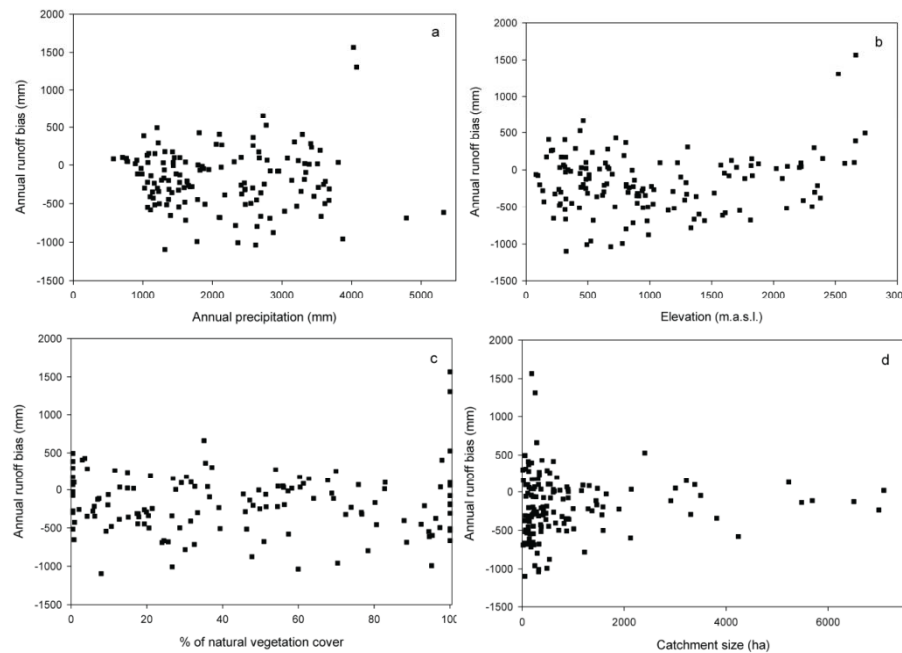 a
2000
1500
1000
500
0
-500
-1000
-1500
0 1000 2000 3000 4000 5000
Annual runoff bias (mm)
Annual precipitation (mm)
b
2000
1500
1000
500
0
-500
-1000
-1500
0 500 1000 1500 2000 2500 300
Annual runoff bias (mm)
Elevation (m.a.s.l.)
c
2000
1500
1000
500
0
-500
-1000
-1500
0 20 40 60 80 100
Annual runoff bias (mm)
% of natural vegetation cover
d
2000
1500
1000
500
0
-500
-1000
-1500
0 2000 4000 6000
Annual runoff bias (mm)
Catchment size (ha)